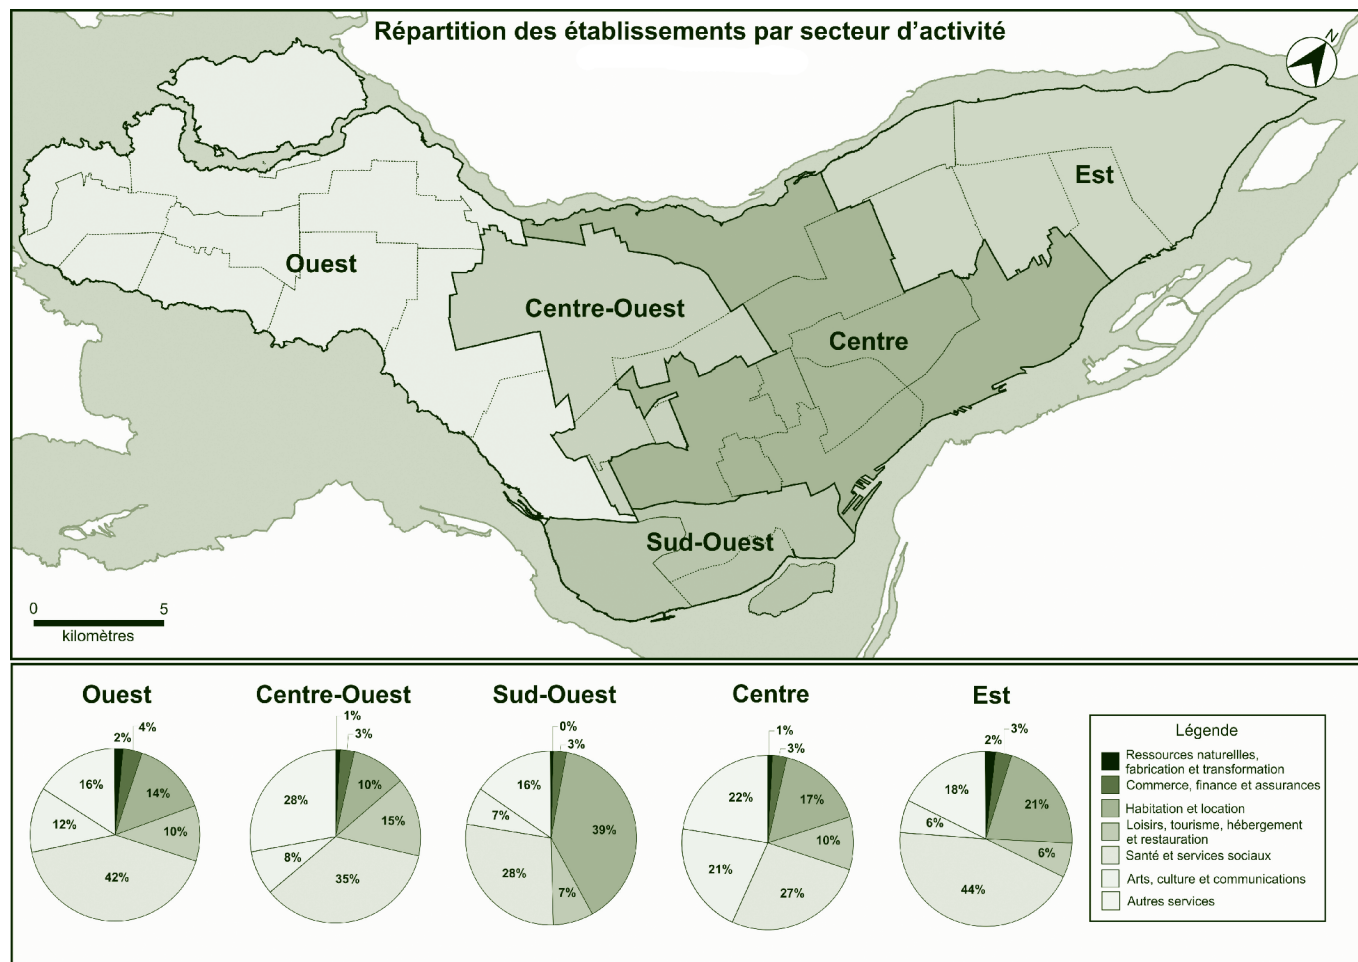 Répartition des établissements par secteur d'activité
N
Est
Ouest
Centre-Ouest
Centre
Sud-Ouest
0 5
kilomètres
Ouest
2%
4%
14%
10%
42%
12%
16%
Centre-Ouest
1%
3%
10%
15%
35%
8%
28%
Sud-Ouest
0%
3%
39%
7%
28%
7%
16%
Centre
1%
3%
17%
10%
27%
21%
22%
Est
2%
3%
21%
6%
44%
6%
18%
Légende
Ressources naturellles,
fabrication et transformation
Commerce, finance et assurances
Habitation et location
Loisirs, tourisme, hébergement
et restauration
Santé et services sociaux
Arts, culture et communications
Autres services